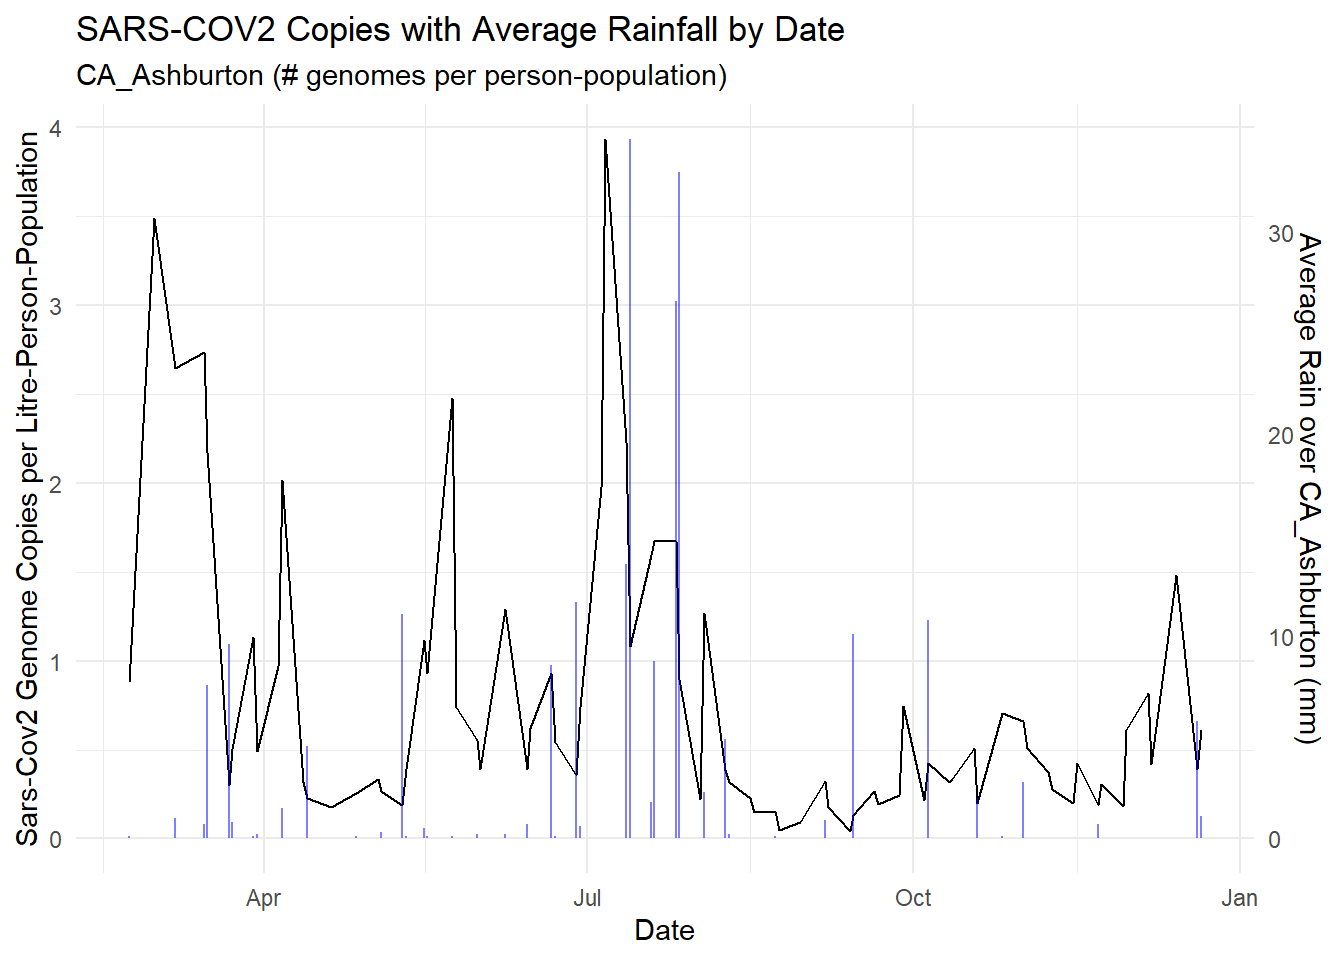 SARS-COV2 Copies with Average Rainfall by Date
CA_Ashburton (# genomes per person-population)
Sars-Cov2 Genome Copies per Litre-Person-Population
4
3
2
1
0
30
20
10
0
Average Rain over CA_Ashburton (mm)
Apr
Jul
Oct
Jan
Date